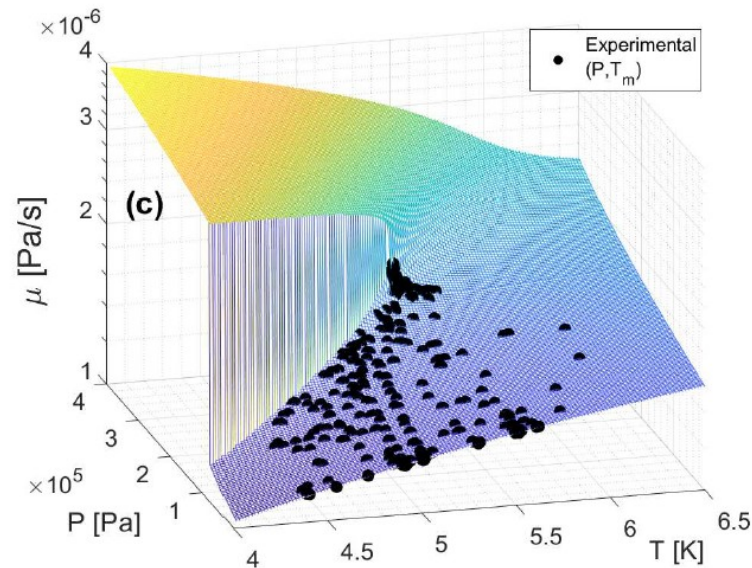 ×10⁻⁶
4
3
2
1
μ [Pa/s]
(c)
Experimental
(P,Tₘ)
4
3
2
1
×10⁵
P [Pa]
4
4.5
5
5.5
6
6.5
T [K]